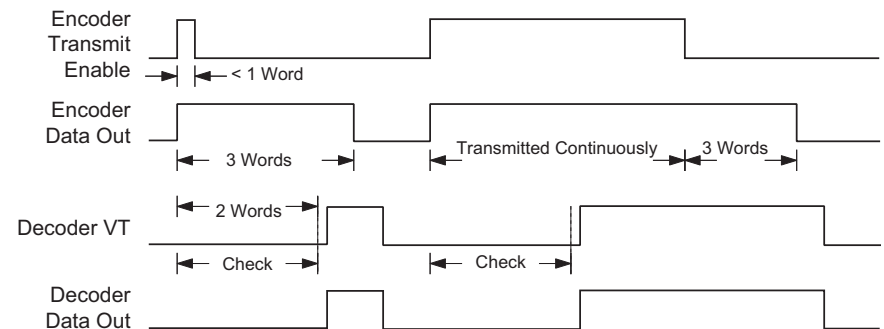 Encoder
Transmit
Enable
< 1 Word
Encoder
Data Out
3 Words
Transmitted Continuously
3 Words
Decoder VT
2 Words
Check
Check
Decoder
Data Out